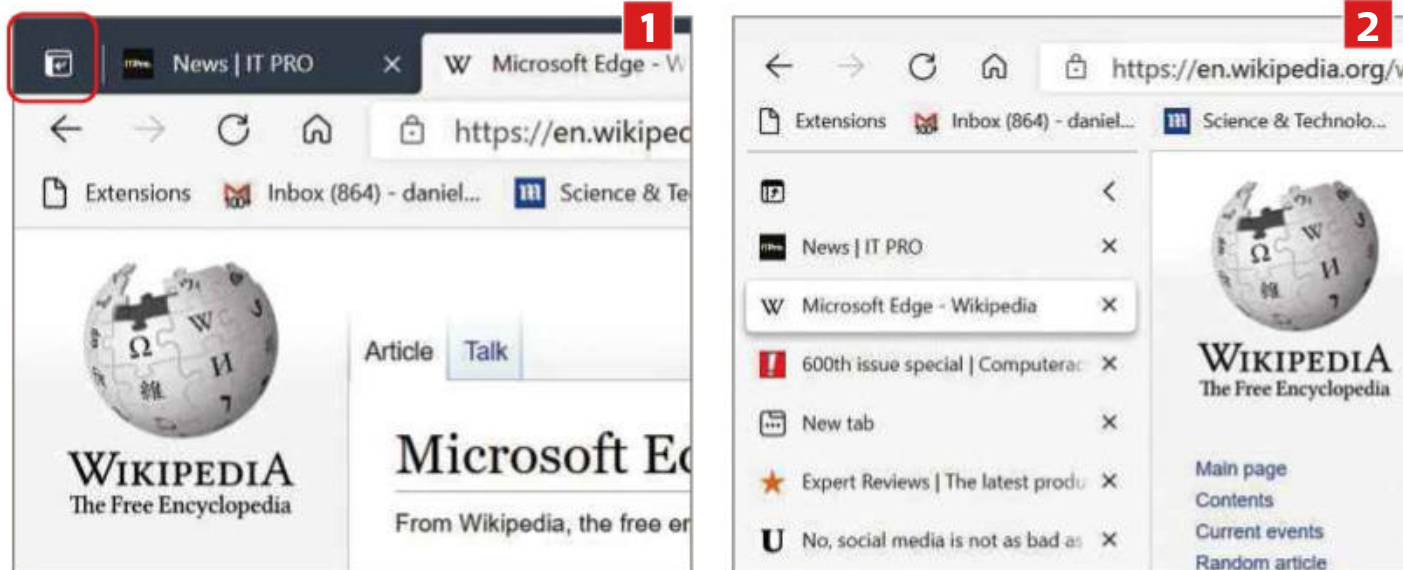 1
News | IT PRO
Microsoft Edge - W
https://en.wikipec
Extensions
Inbox (864) - daniel...
Science & Te
WIKIPEDIA
The Free Encyclopedia
Article
Talk
Microsoft Ed
From Wikipedia, the free en
2
https://en.wikipedia.org/v
Extensions
Inbox (864) - daniel...
Science & Technolo...
News | IT PRO
Microsoft Edge - Wikipedia
600th issue special | Computerac
New tab
Expert Reviews | The latest produ
No, social media is not as bad as
WIKIPEDIA
The Free Encyclopedia
Main page
Contents
Current events
Random article